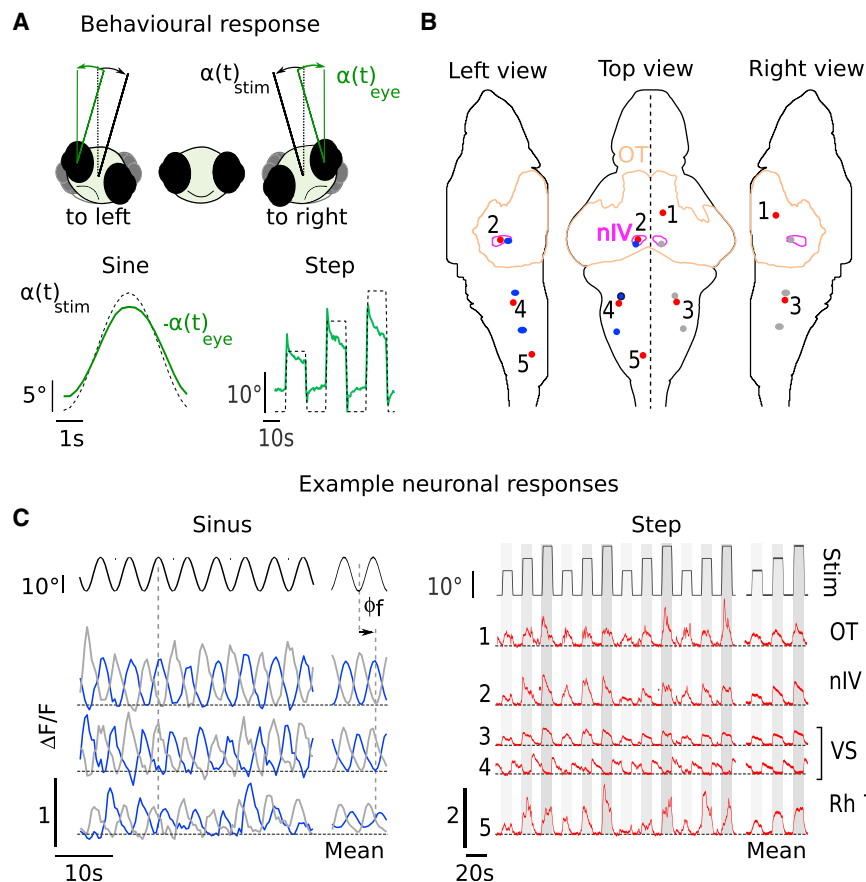 A
Behavioural response
α(t)stim
α(t)eye
to left
to right
Sine
Step
α(t)stim
-α(t)eye
5°
1s
10°
10s
B
Left view
Top view
Right view
OT
nIV
2
4
5
1
2
4
3
5
1
3
Example neuronal responses
C
Sinus
Step
10°
ϕf
ΔF/F
1
10s
Mean
10°
Stim
1
OT
2
nIV
3
4
VS
5
Rh
2
20s
Mean